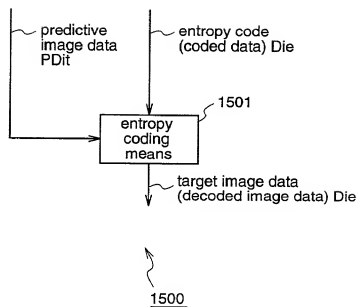 predictive
image data
PDit
entropy code
(coded data) Die
1501
entropy
coding
means
target image data
(decoded image data) Die
1500